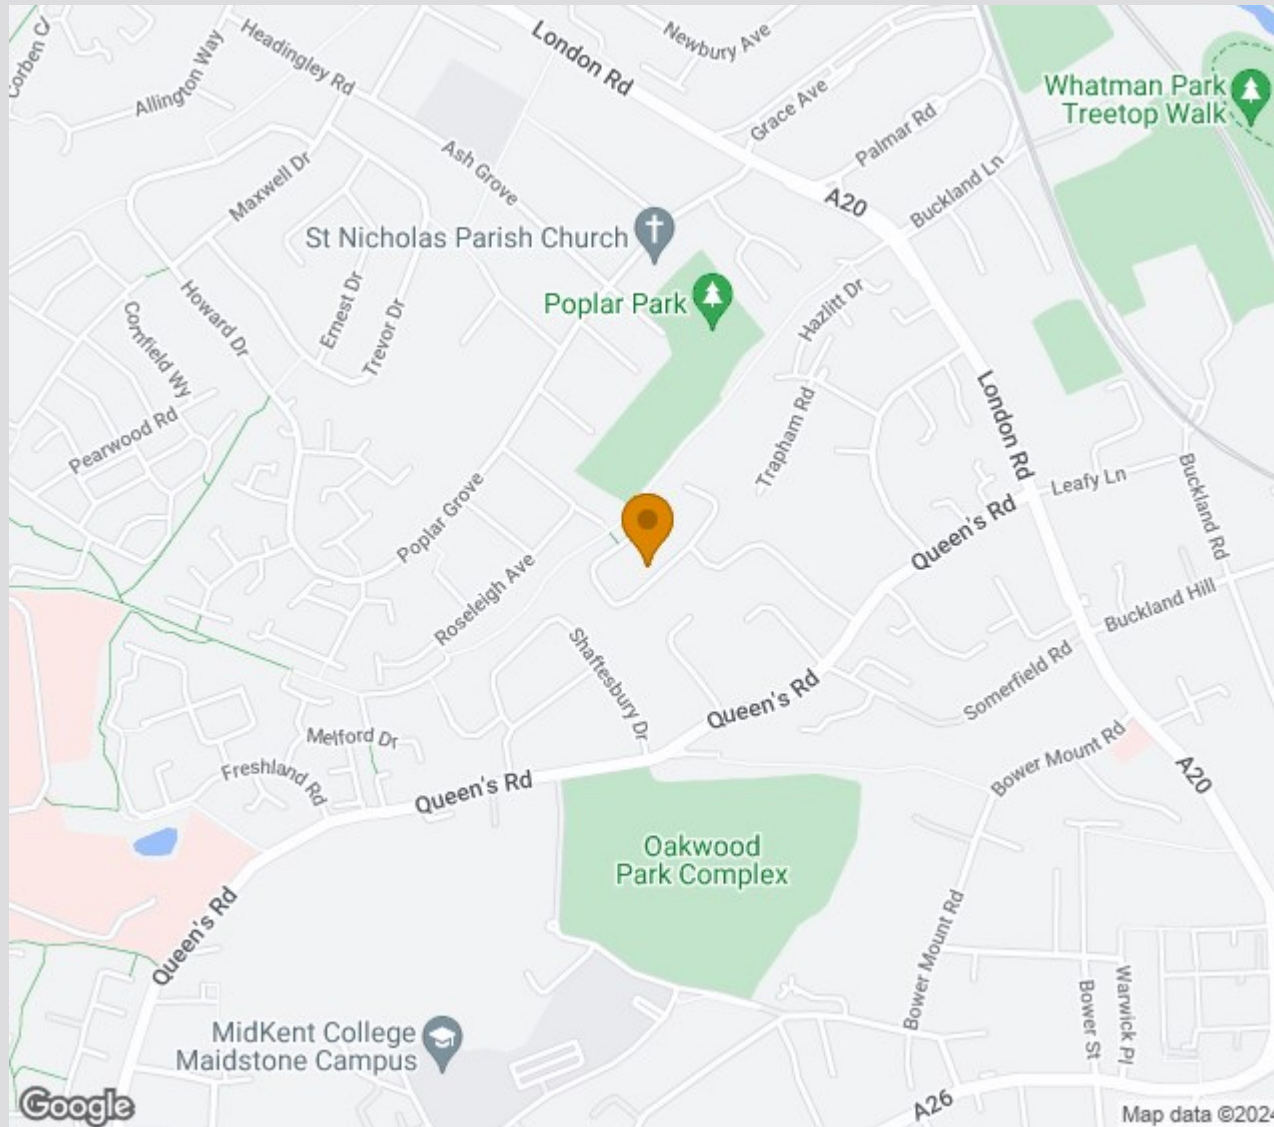 Corben Cl
Allington Way
Headingley Rd
London Rd
Newbury Ave
Grace Ave
Palmar Rd
Whatman Park
Treetop Walk
Maxwell Dr
Ash Grove
A20
Buckland Ln
St Nicholas Parish Church
Poplar Park
Hazlitt Dr
Howard Dr
Ernest Dr
Trevor Dr
Cornfield Wy
Pearwood Rd
London Rd
Trapham Rd
Leafy Ln
Buckland Rd
Poplar Grove
Queen's Rd
Roseleigh Ave
Buckland Hill
Shaftesbury Dr
Somerfield Rd
Queen's Rd
Melford Dr
Freshland Rd
Queen's Rd
Bower Mount Rd
A20
Oakwood
Park Complex
Queen's Rd
Bower Mount Rd
Bower St
Warwick Pl
MidKent College
Maidstone Campus
A26
Google
Map data ©2024